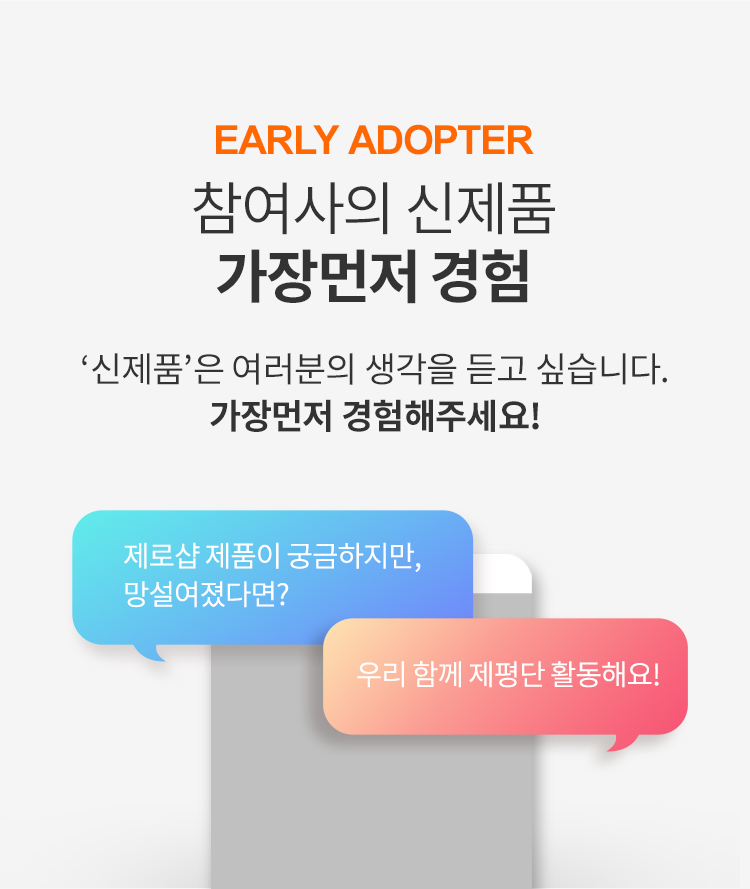 EARLY ADOPTER
참여사의 신제품
가장먼저 경험
‘신제품’은 여러분의 생각을 듣고 싶습니다.
가장먼저 경험해주세요!
제로샵 제품이 궁금하지만,
망설여졌다면?
우리 함께 제평단 활동해요!